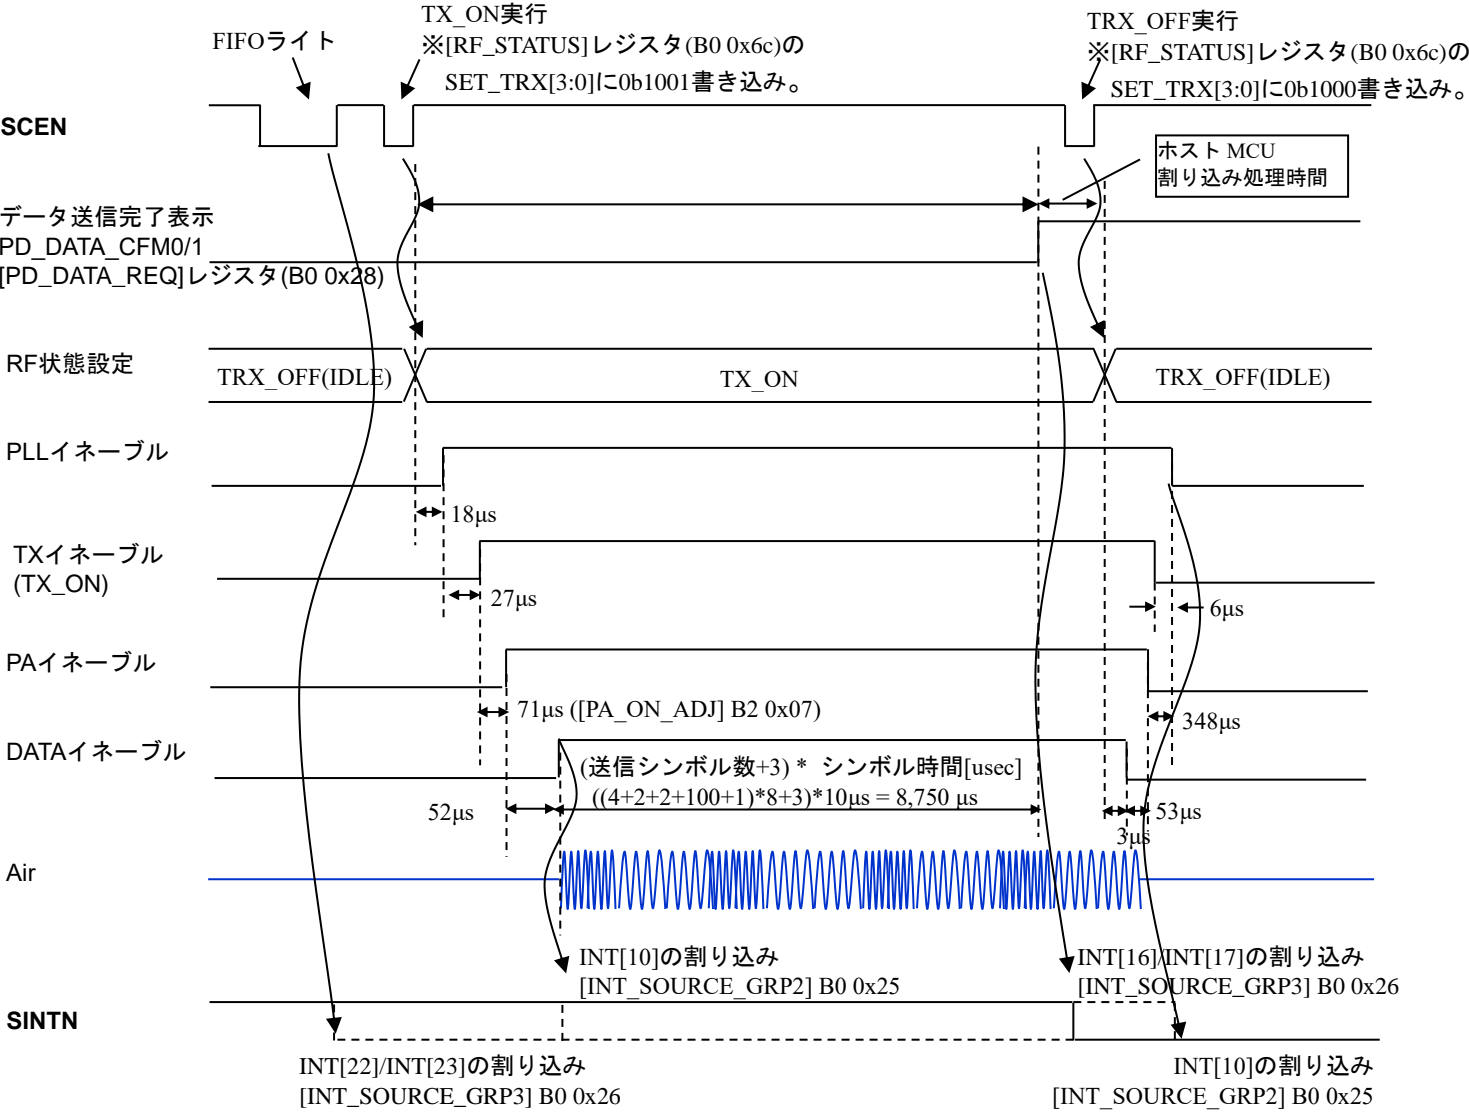 TX_ON実行
※[RF_STATUS]レジスタ(B0 0x6c)の
SET_TRX[3:0]に0b1001書き込み。
TRX_OFF実行
※[RF_STATUS]レジスタ(B0 0x6c)の
SET_TRX[3:0]に0b1000書き込み。
FIFOライト
SCEN
ホスト MCU
割り込み処理時間
データ送信完了表示
PD_DATA_CFM0/1
[PD_DATA_REQ]レジスタ(B0 0x28)
RF状態設定
TRX_OFF(IDLE)
TX_ON
TRX_OFF(IDLE)
PLLイネーブル
18μs
TXイネーブル
(TX_ON)
27μs
6μs
PAイネーブル
71μs ([PA_ON_ADJ] B2 0x07)
348μs
DATAイネーブル
(送信シンボル数+3) * シンボル時間[usec]
((4+2+2+100+1)*8+3)*10μs = 8,750 μs
52μs
53μs
3μs
Air
INT[10]の割り込み
[INT_SOURCE_GRP2] B0 0x25
INT[16]/INT[17]の割り込み
[INT_SOURCE_GRP3] B0 0x26
SINTN
INT[22]/INT[23]の割り込み
[INT_SOURCE_GRP3] B0 0x26
INT[10]の割り込み
[INT_SOURCE_GRP2] B0 0x25